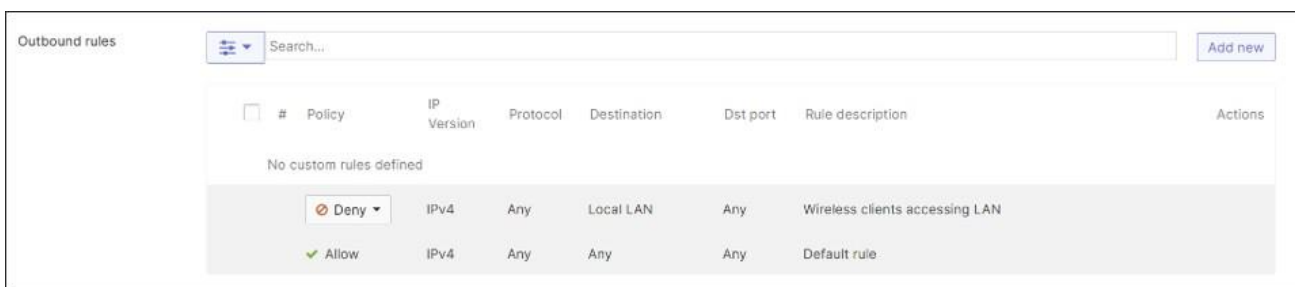 Outbound rules
Search...
Add new
# Policy IP Version Protocol Destination Dst port Rule description Actions
No custom rules defined
Deny IPv4 Any Local LAN Any Wireless clients accessing LAN
Allow IPv4 Any Any Any Default rule